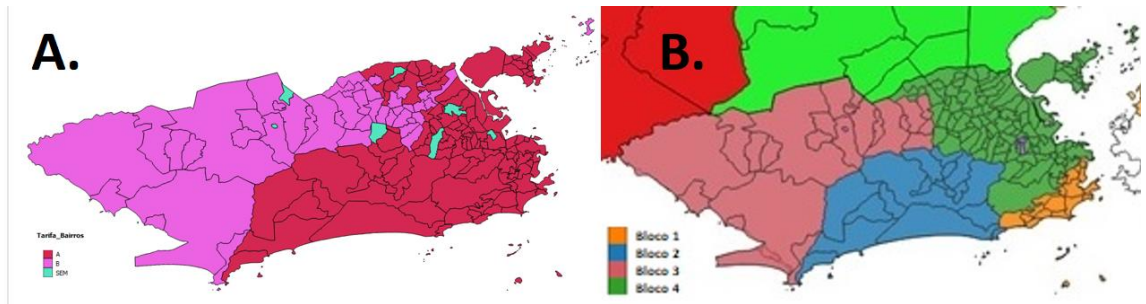 A.
Tarifa_Bairros
A
B
SEM
B.
Bloco 1
Bloco 2
Bloco 3
Bloco 4